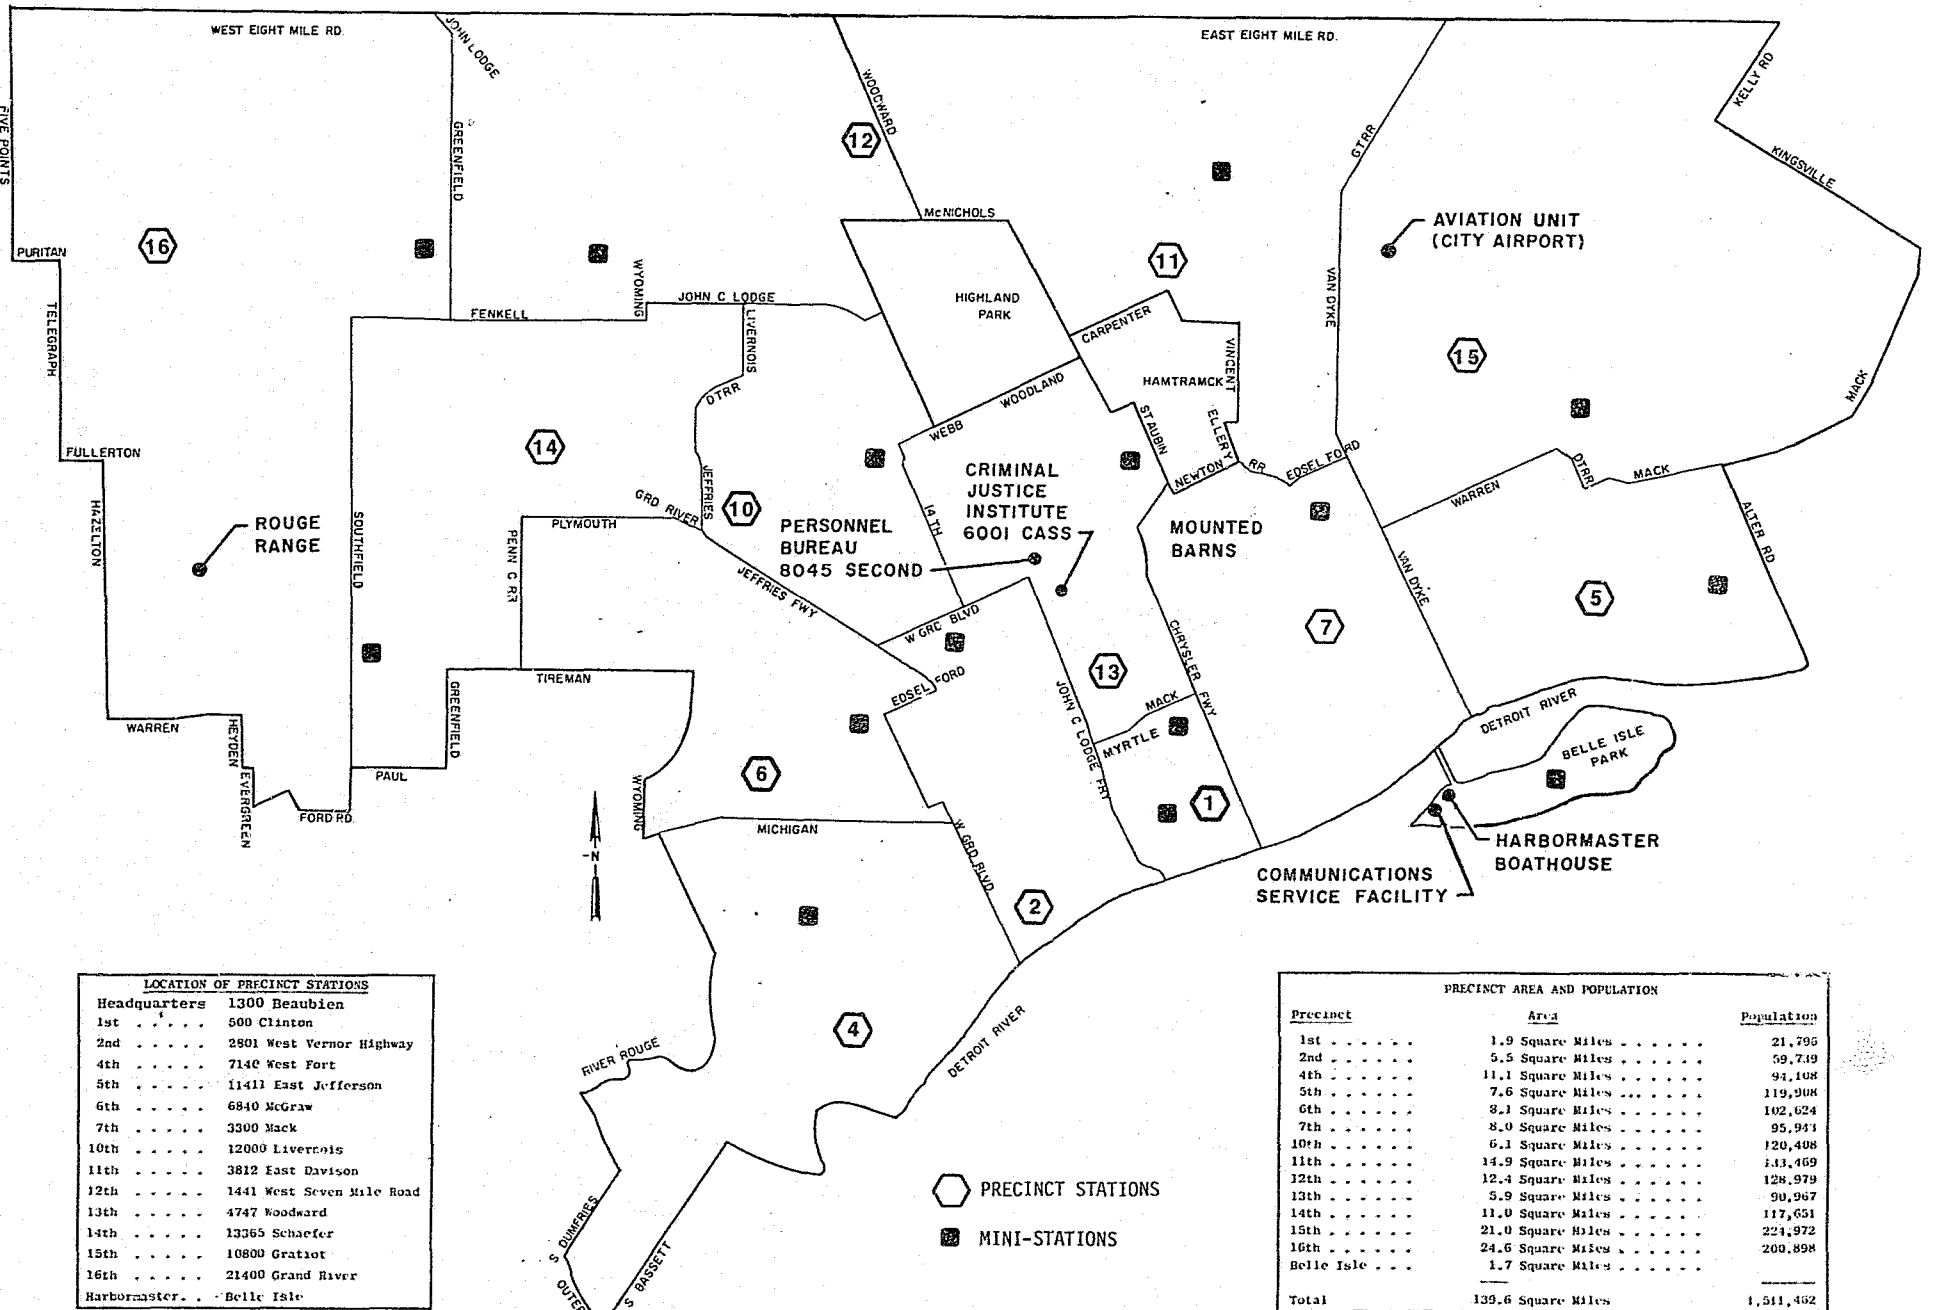 WEST EIGHT MILE RD.
EAST EIGHT MILE RD.
JOHN LODGE
WOODWARD
KELLY RD
FIVE POINTS
GREENFIELD
12
GTRR
KINGSVILLE
McNICHOLS
AVIATION UNIT
(CITY AIRPORT)
16
PURITAN
11
WYOMING
JOHN C LODGE
HIGHLAND
PARK
VAN DYKE
TELEGRAPH
FENKELL
LIVERNOIS
CARPENTER
VINCENT
15
HAMTRAMCK
DTRR
WOODLAND
MACK
WEBB
STAUBIN
ELLERY
14
FULLERTON
NEWTON
RR
EDSEL FORD
CRIMINAL
JUSTICE
INSTITUTE
6001 CASS
DTRR
MACK
WARREN
HAZELTON
ROUGE
RANGE
SOUTHFIELD
GRD RIVER
PLYMOUTH
JEFFRIES
10
14TH
PERSONNEL
BUREAU
8045 SECOND
MOUNTED
BARNS
ALTER RD
PENN C RR
JEFFRIES FWY
VAN DYKE
5
W GRC BLVD
7
CHRYSLER FWY
13
TIREMAN
EDSEL FORD
JOHN C LODGE FRY
MACK
GREENFIELD
WARREN
HEYDEN
EVERGREEN
MYRTLE
DETROIT RIVER
BELLE ISLE
PARK
PAUL
6
WYOMING
1
FORD RD.
MICHIGAN
W GRD BLVD
-N
HARBORMASTER
BOATHOUSE
COMMUNICATIONS
SERVICE FACILITY
2
4
DETROIT RIVER
RIVER ROUGE
S DUMFRIES
OUTER
S BASSETT
LOCATION OF PRECINCT STATIONS
Headquarters 1300 Beaubien
1st . . . . . 500 Clinton
2nd . . . . . 2801 West Vernor Highway
4th . . . . . 7140 West Fort
5th . . . . . 11411 East Jefferson
6th . . . . . 6840 McGraw
7th . . . . . 3300 Mack
10th . . . . . 12000 Livernois
11th . . . . . 3812 East Davison
12th . . . . . 1441 West Seven Mile Road
13th . . . . . 4747 Woodward
14th . . . . . 13365 Schaefer
15th . . . . . 10800 Gratiot
16th . . . . . 21400 Grand River
Harbormaster. . Belle Isle
PRECINCT STATIONS
MINI-STATIONS
PRECINCT AREA AND POPULATION
Precinct Area Population
1st . . . . . . 1.9 Square Miles . . . . . . 21,796
2nd . . . . . . 5.5 Square Miles . . . . . . 59,739
4th . . . . . . 11.1 Square Miles . . . . . . 94,108
5th . . . . . . 7.6 Square Miles . . . . . . 119,908
6th . . . . . . 8.1 Square Miles . . . . . . 102,624
7th . . . . . . 8.0 Square Miles . . . . . . 95,943
10th . . . . . . 6.1 Square Miles . . . . . . 120,408
11th . . . . . . 14.9 Square Miles . . . . . .
12th . . . . . . 12.4 Square Miles . . . . . . 128,979
13th . . . . . . 5.9 Square Miles . . . . . . 90,967
14th . . . . . . 11.0 Square Miles . . . . . . 117,651
15th . . . . . . 21.0 Square Miles . . . . . . 224,972
16th . . . . . . 24.6 Square Miles . . . . . . 200,898
Belle Isle . . . 1.7 Square Miles . . . . . .
Total 139.6 Square Miles 1,511,462